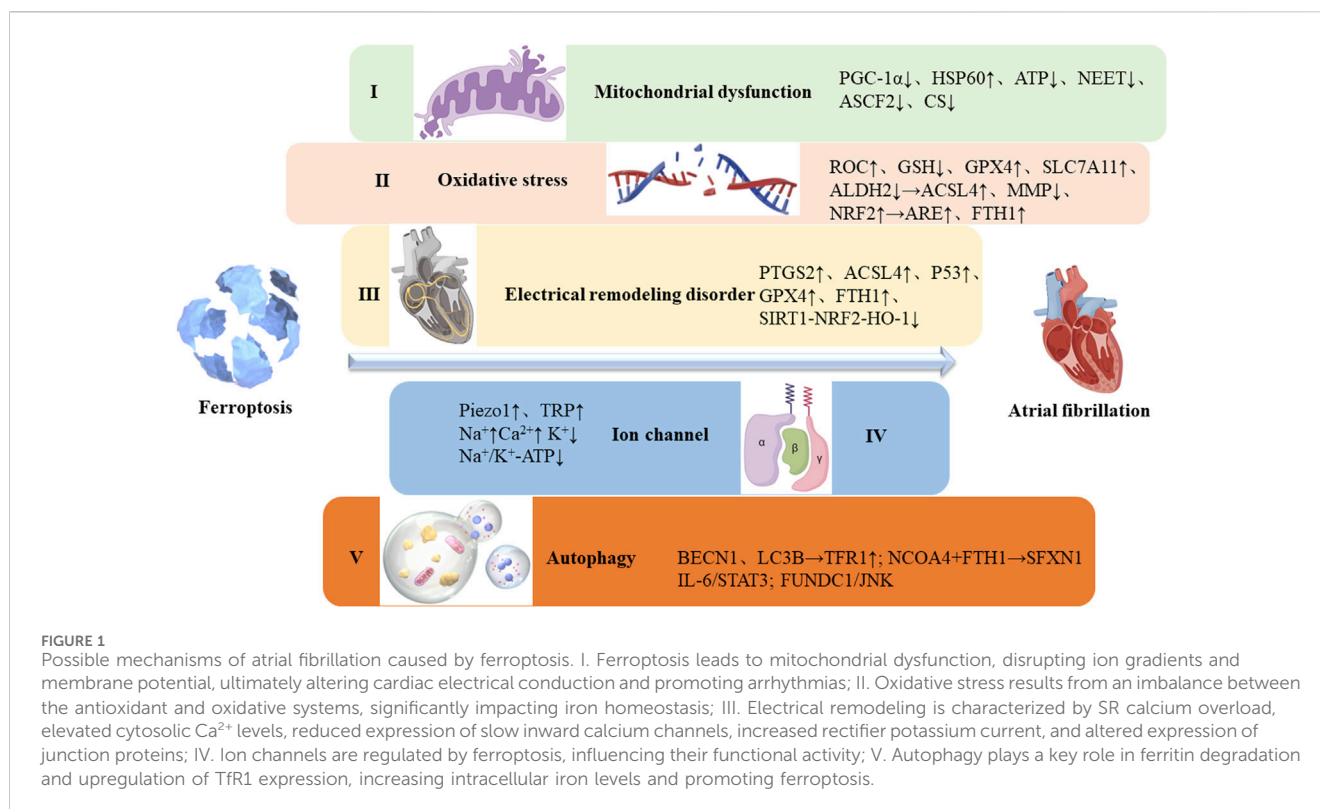 I
Mitochondrial dysfunction
PGC-1α↓、HSP60↑、ATP↓、NEET↓、
ASCF2↓、CS↓
II
Oxidative stress
ROC↑、GSH↓、GPX4↑、SLC7A11↑、
ALDH2↓→ACSL4↑、MMP↓、
NRF2↑→ARE↑、FTH1↑
III
Electrical remodeling disorder
PTGS2↑、ACSL4↑、P53↑、
GPX4↑、FTH1↑、
SIRT1-NRF2-HO-1↓
Ferroptosis
Atrial fibrillation
Piezo1↑、TRP↑
Na⁺↑Ca²⁺↑ K⁺↓
Na⁺/K⁺-ATP↓
Ion channel
α
β
γ
IV
V
Autophagy
BECN1、LC3B→TFR1↑; NCOA4+FTH1→SFXN1
IL-6/STAT3; FUNDC1/JNK
FIGURE 1
Possible mechanisms of atrial fibrillation caused by ferroptosis. I. Ferroptosis leads to mitochondrial dysfunction, disrupting ion gradients and
membrane potential, ultimately altering cardiac electrical conduction and promoting arrhythmias; II. Oxidative stress results from an imbalance between
the antioxidant and oxidative systems, significantly impacting iron homeostasis; III. Electrical remodeling is characterized by SR calcium overload,
elevated cytosolic Ca²⁺ levels, reduced expression of slow inward calcium channels, increased rectifier potassium current, and altered expression of
junction proteins; IV. Ion channels are regulated by ferroptosis, influencing their functional activity; V. Autophagy plays a key role in ferritin degradation
and upregulation of TfR1 expression, increasing intracellular iron levels and promoting ferroptosis.